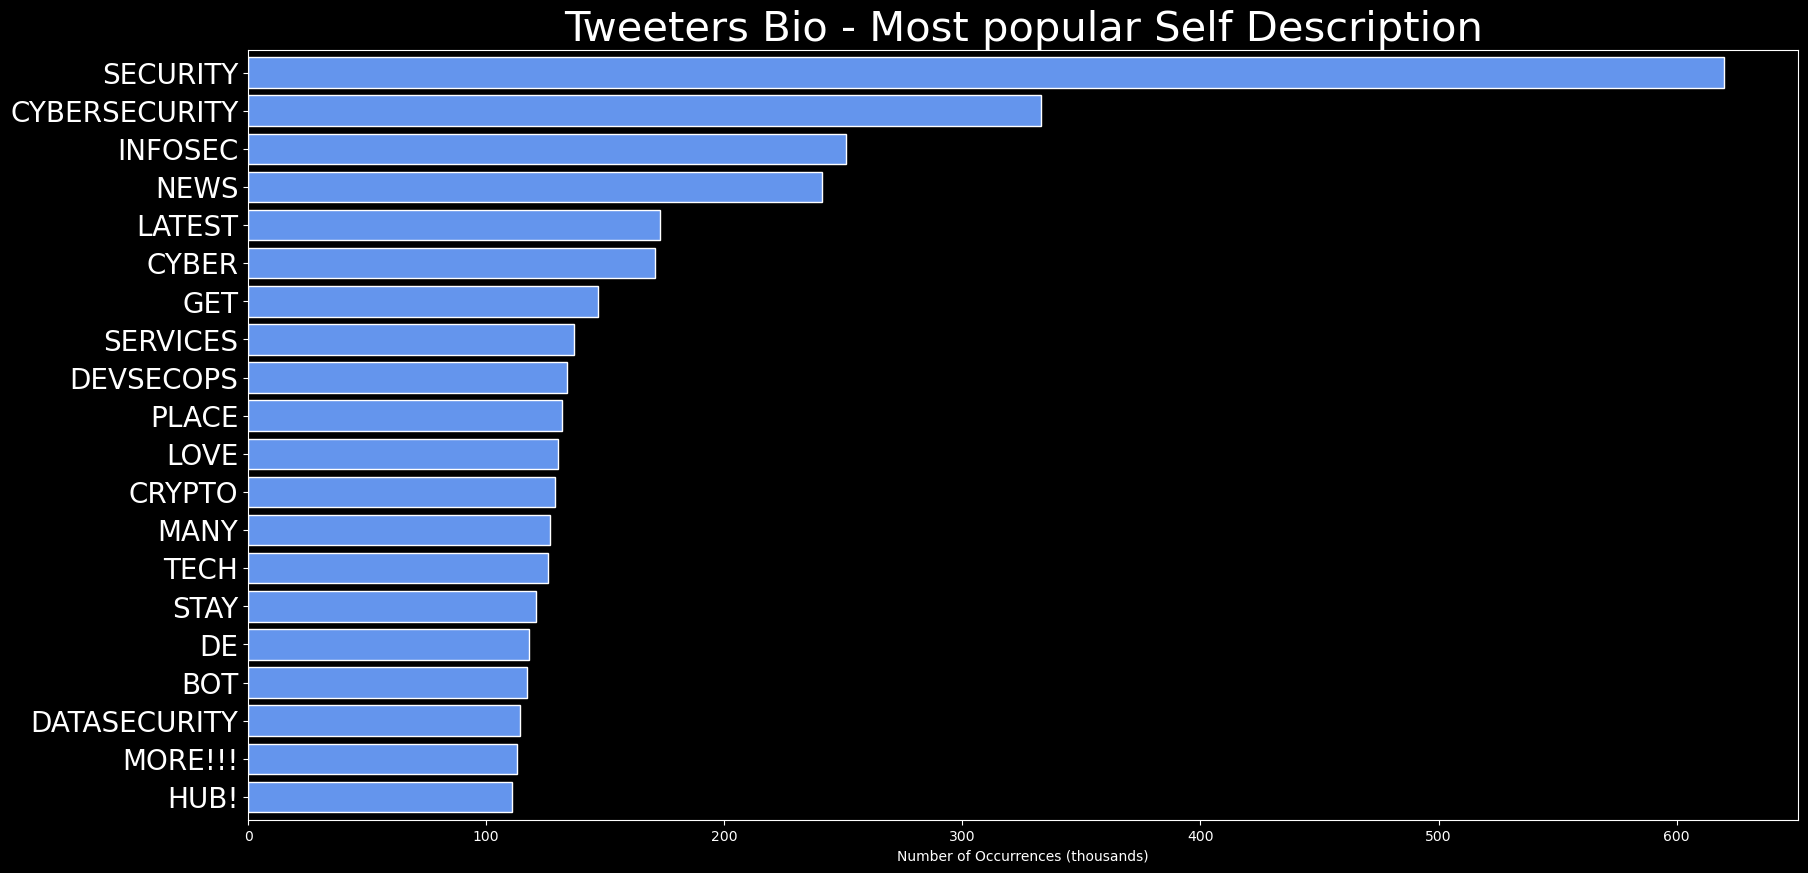 Tweeters Bio - Most popular Self Description
SECURITY
CYBERSECURITY
INFOSEC
NEWS
LATEST
CYBER
GET
SERVICES
DEVSECOPS
PLACE
LOVE
CRYPTO
MANY
TECH
STAY
DE
BOT
DATASECURITY
MORE!!!
HUB!
0 100 200 300 400 500 600
Number of Occurrences (thousands)